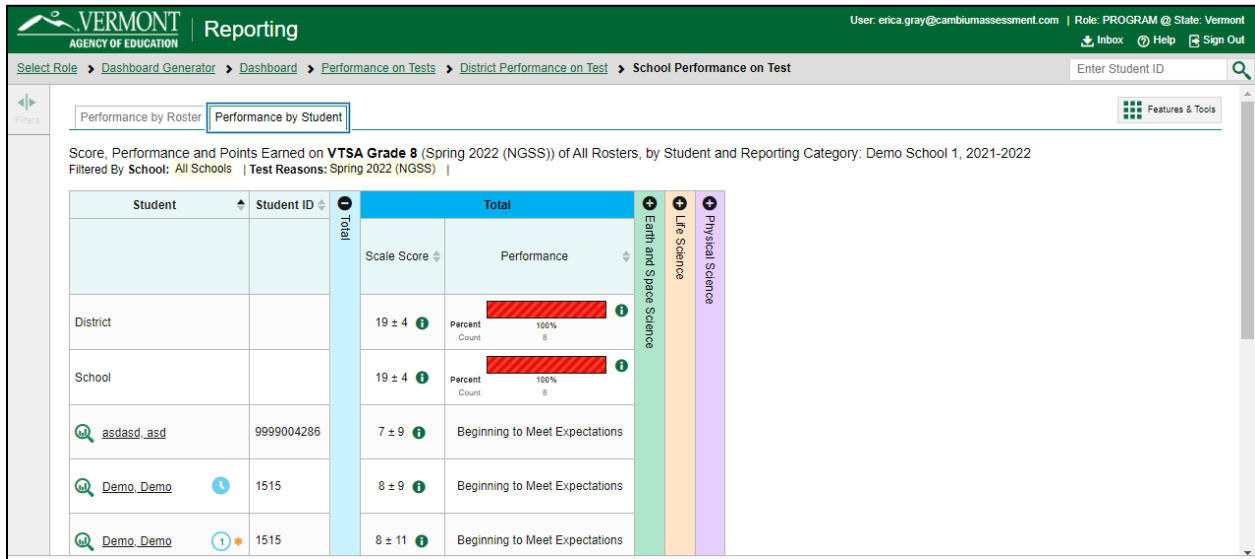 VERMONT
AGENCY OF EDUCATION
Reporting
User: erica.gray@cambiumassessment.com | Role: PROGRAM @ State: Vermont
Inbox Help Sign Out
Select Role > Dashboard Generator > Dashboard > Performance on Tests > District Performance on Test > School Performance on Test
Enter Student ID
Filters
Performance by Roster Performance by Student
Features & Tools
Score, Performance and Points Earned on VTSA Grade 8 (Spring 2022 (NGSS)) of All Rosters, by Student and Reporting Category: Demo School 1, 2021-2022
Filtered By School: All Schools | Test Reasons: Spring 2022 (NGSS) |
Student Student ID Total Total Earth and Space Science Life Science Physical Science
Scale Score Performance
District 19 ± 4 Percent 100%
Count 8
School 19 ± 4 Percent 100%
Count 8
asdasd, asd 9999004286 7 ± 9 Beginning to Meet Expectations
Demo, Demo 1515 8 ± 9 Beginning to Meet Expectations
Demo, Demo 1 * 1515 8 ± 11 Beginning to Meet Expectations